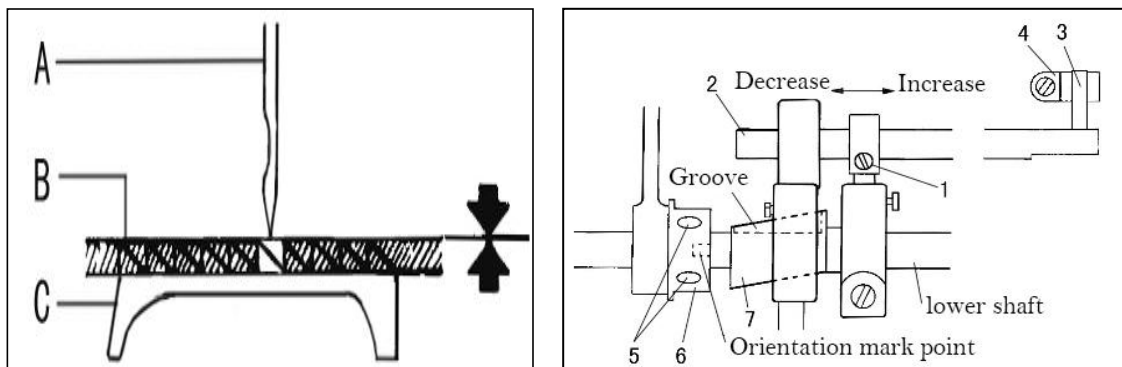 A
B
C
2
Decrease
Increase
4
3
Groove
1
lower shaft
5
6
7
Orientation mark point